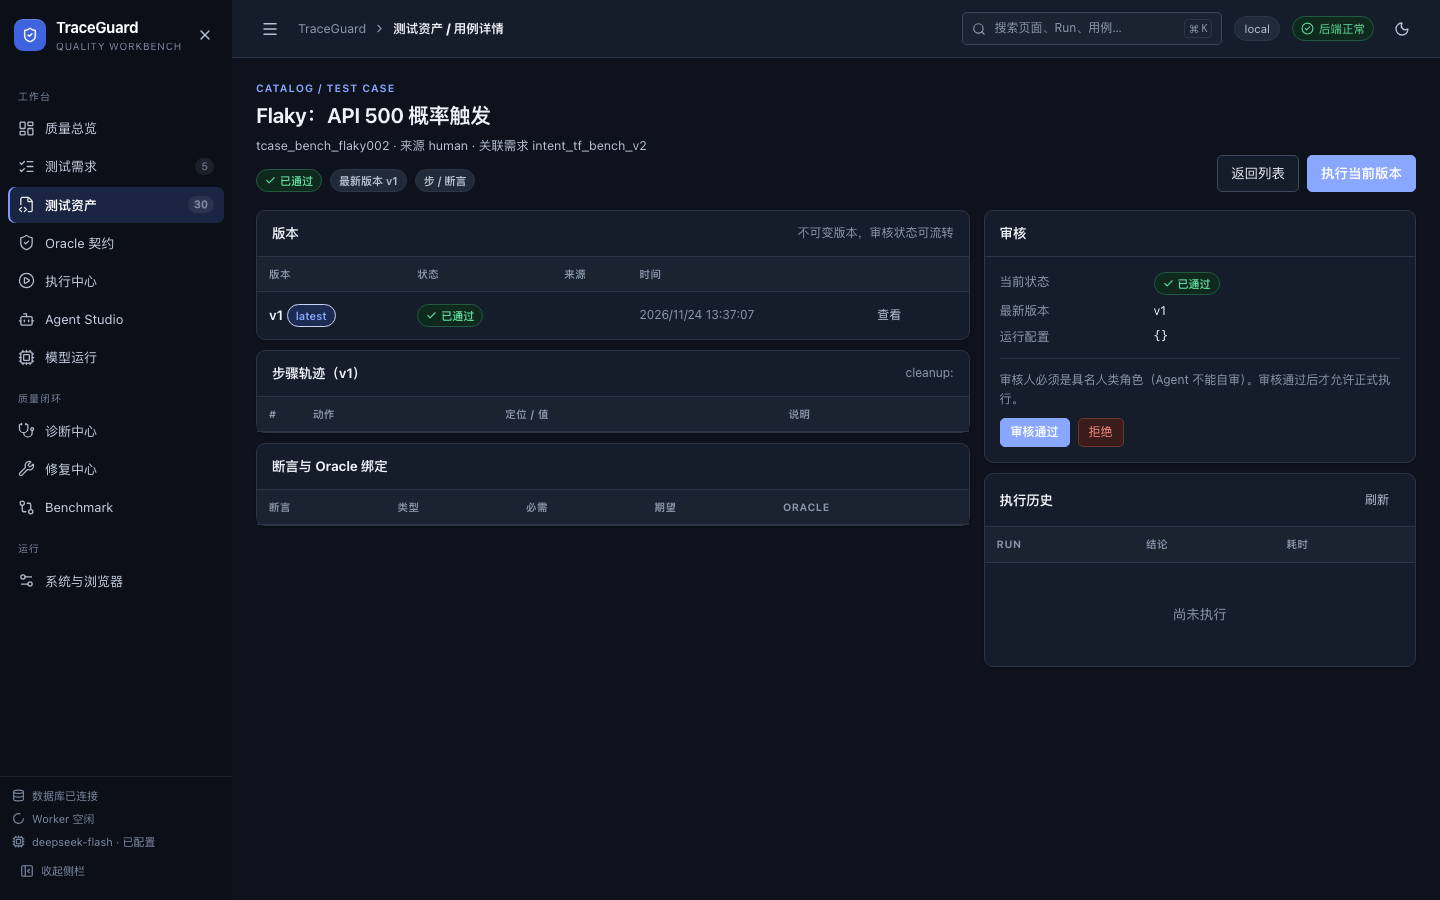 TraceGuard
QUALITY WORKBENCH
工作台
质量总览
测试需求 5
测试资产 30
Oracle 契约
执行中心
Agent Studio
模型运行
质量闭环
诊断中心
修复中心
Benchmark
运行
系统与浏览器
数据库已连接
Worker 空闲
deepseek-flash · 已配置
收起侧栏
TraceGuard > 测试资产 / 用例详情
搜索页面、Run、用例... ⌘ K
local
后端正常
CATALOG / TEST CASE
Flaky：API 500 概率触发
tcase_bench_flaky002 · 来源 human · 关联需求 intent_tf_bench_v2
已通过 最新版本 v1 步 / 断言
返回列表 执行当前版本
版本 不可变版本，审核状态可流转
版本 状态 来源 时间
v1 latest 已通过 2026/11/24 13:37:07 查看
步骤轨迹（v1） cleanup:
# 动作 定位 / 值 说明
断言与 Oracle 绑定
断言 类型 必需 期望 ORACLE
审核
当前状态 已通过
最新版本 v1
运行配置 {}
审核人必须是具名人类角色（Agent 不能自审）。审核通过后才允许正式执
行。
审核通过 拒绝
执行历史 刷新
RUN 结论 耗时
尚未执行